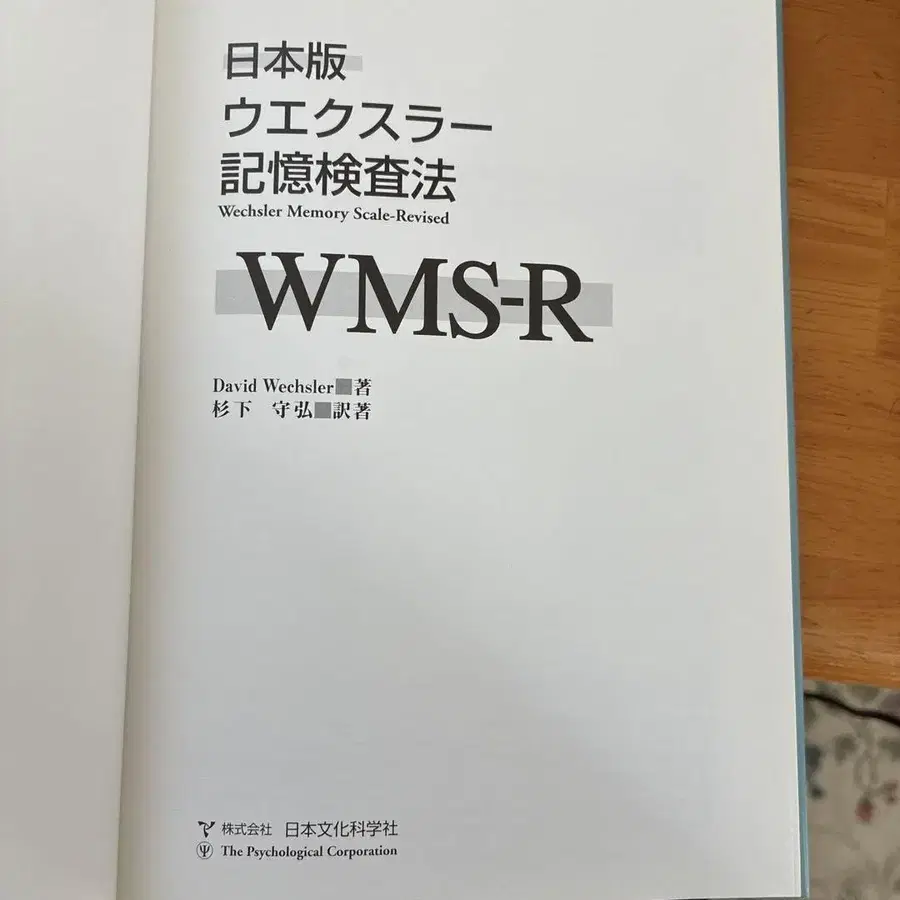 日本版
ウエクスラー
記憶検査法
Wechsler Memory Scale-Revised
WMS-R
David Wechsler■著
杉下 守弘■訳著
株式会社 日本文化科学社
The Psychological Corporation